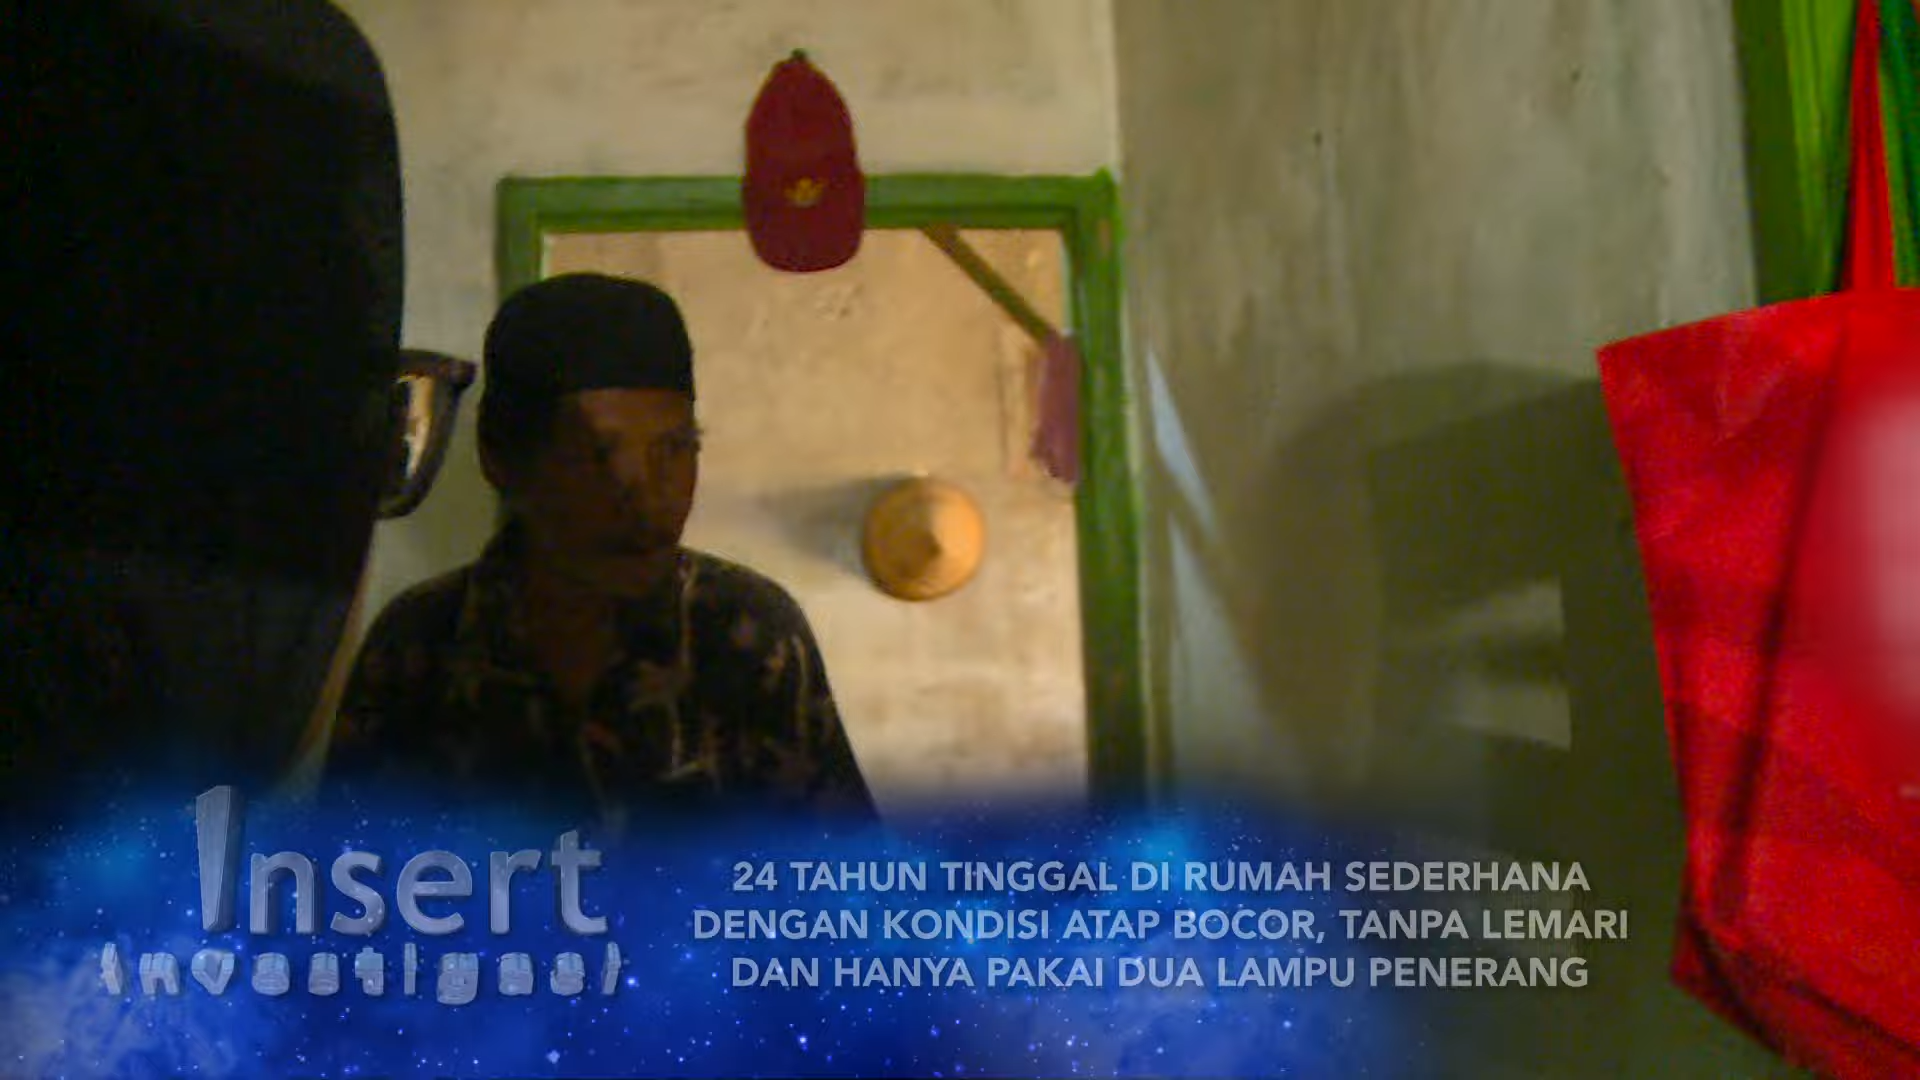 Insert
investigasi
24 TAHUN TINGGAL DI RUMAH SEDERHANA
DENGAN KONDISI ATAP BOCOR, TANPA LEMARI
DAN HANYA PAKAI DUA LAMPU PENERANG